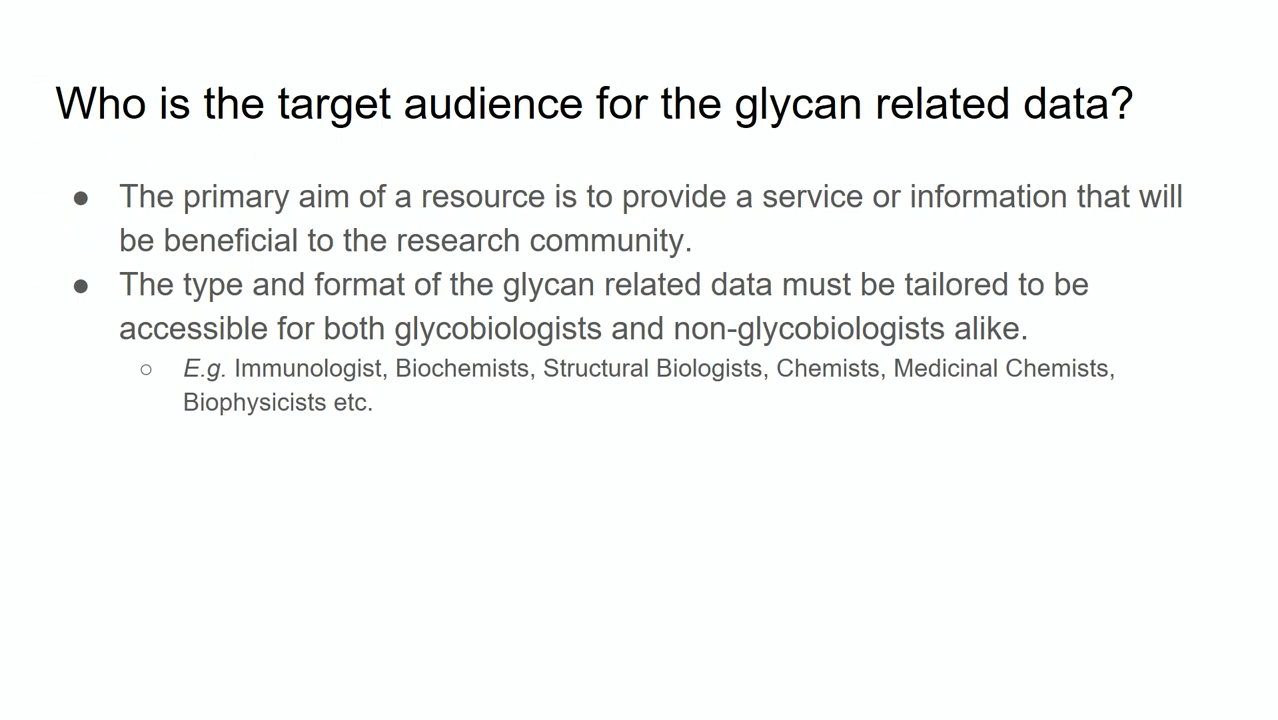 Who is the target audience for the glycan related data?
● The primary aim of a resource is to provide a service or information that will
be beneficial to the research community.
● The type and format of the glycan related data must be tailored to be
accessible for both glycobiologists and non-glycobiologists alike.
○ E.g. Immunologist, Biochemists, Structural Biologists, Chemists, Medicinal Chemists,
Biophysicists etc.